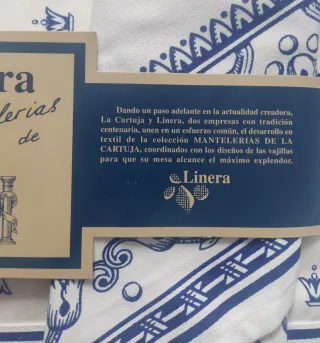 ra
elerias
de
Dando un paso adelante en la actualidad creadora,
La Cartuja y Linera, dos empresas con tradición
centenaria, unen en un esfuerzo común, el desarrollo en
textil de la colección MANTELERIAS DE LA
CARTUJA, coordinados con los diseños de las vajillas
para que su mesa alcance el máximo explendor.
Linera